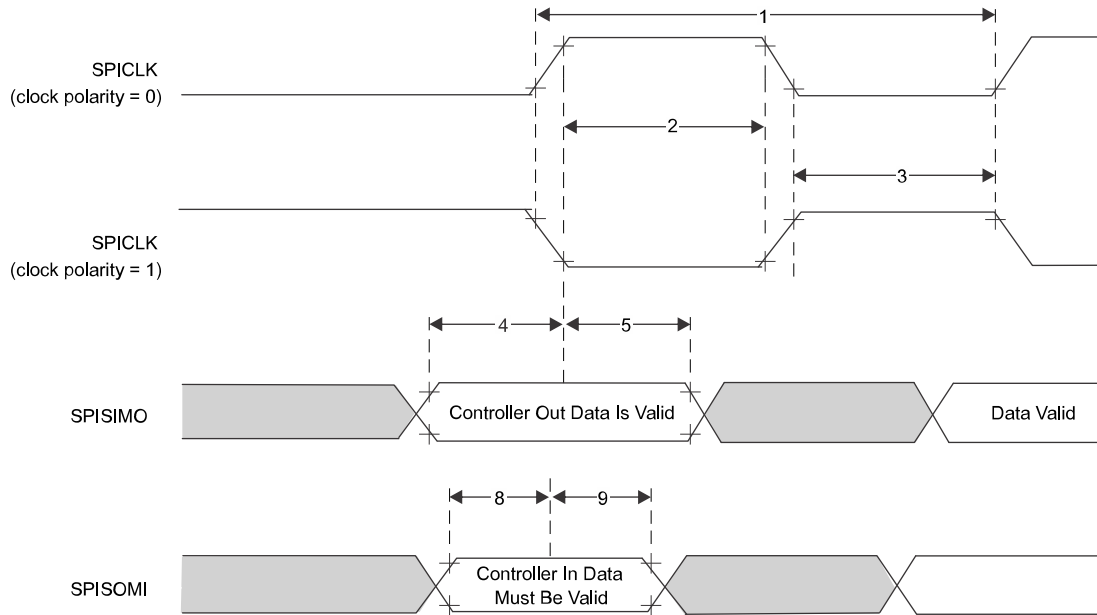 1
SPICLK
(clock polarity = 0)
2
3
SPICLK
(clock polarity = 1)
4
5
SPISIMO
Controller Out Data Is Valid
Data Valid
8
9
SPISOMI
Controller In Data
Must Be Valid